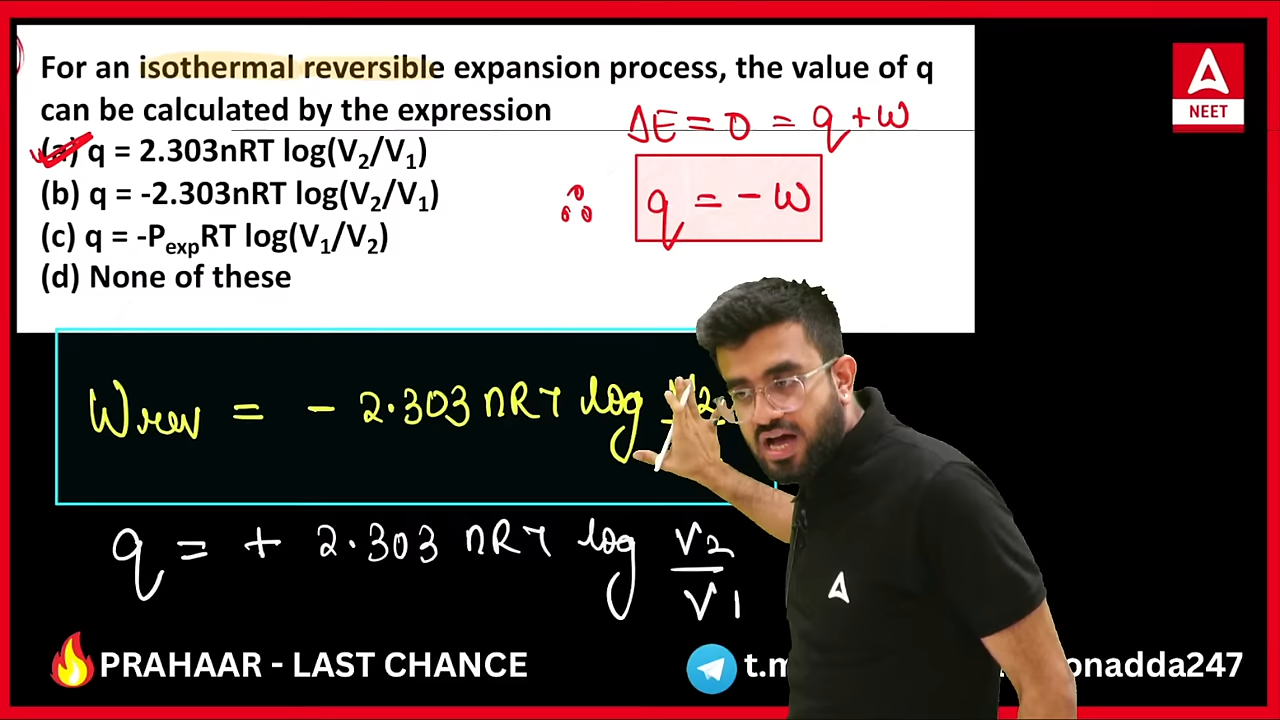 For an isothermal reversible expansion process, the value of q
can be calculated by the expression
(a) q = 2.303nRT log(V₂/V₁)
(b) q = -2.303nRT log(V₂/V₁)
(c) q = -PₑₓₚRT log(V₁/V₂)
(d) None of these
ΔE = 0 = q + w
∴ q = - w
NEET
Wrev = - 2.303 nRT log
q = + 2.303 nRT log V2/V1
PRAHAAR - LAST CHANCE